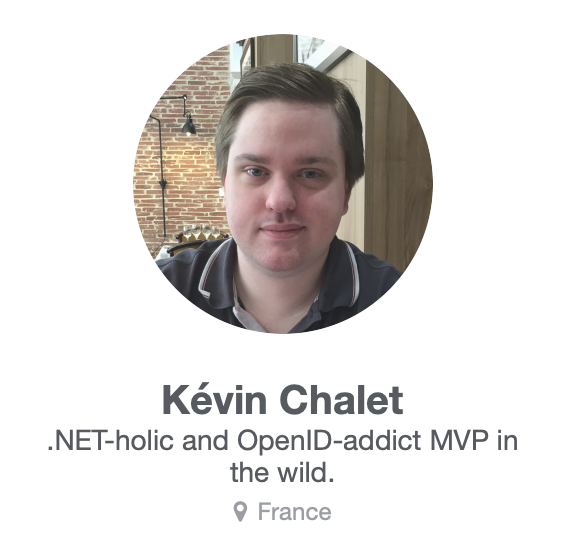 Kévin Chalet
.NET-holic and OpenID-addict MVP in
the wild.
France